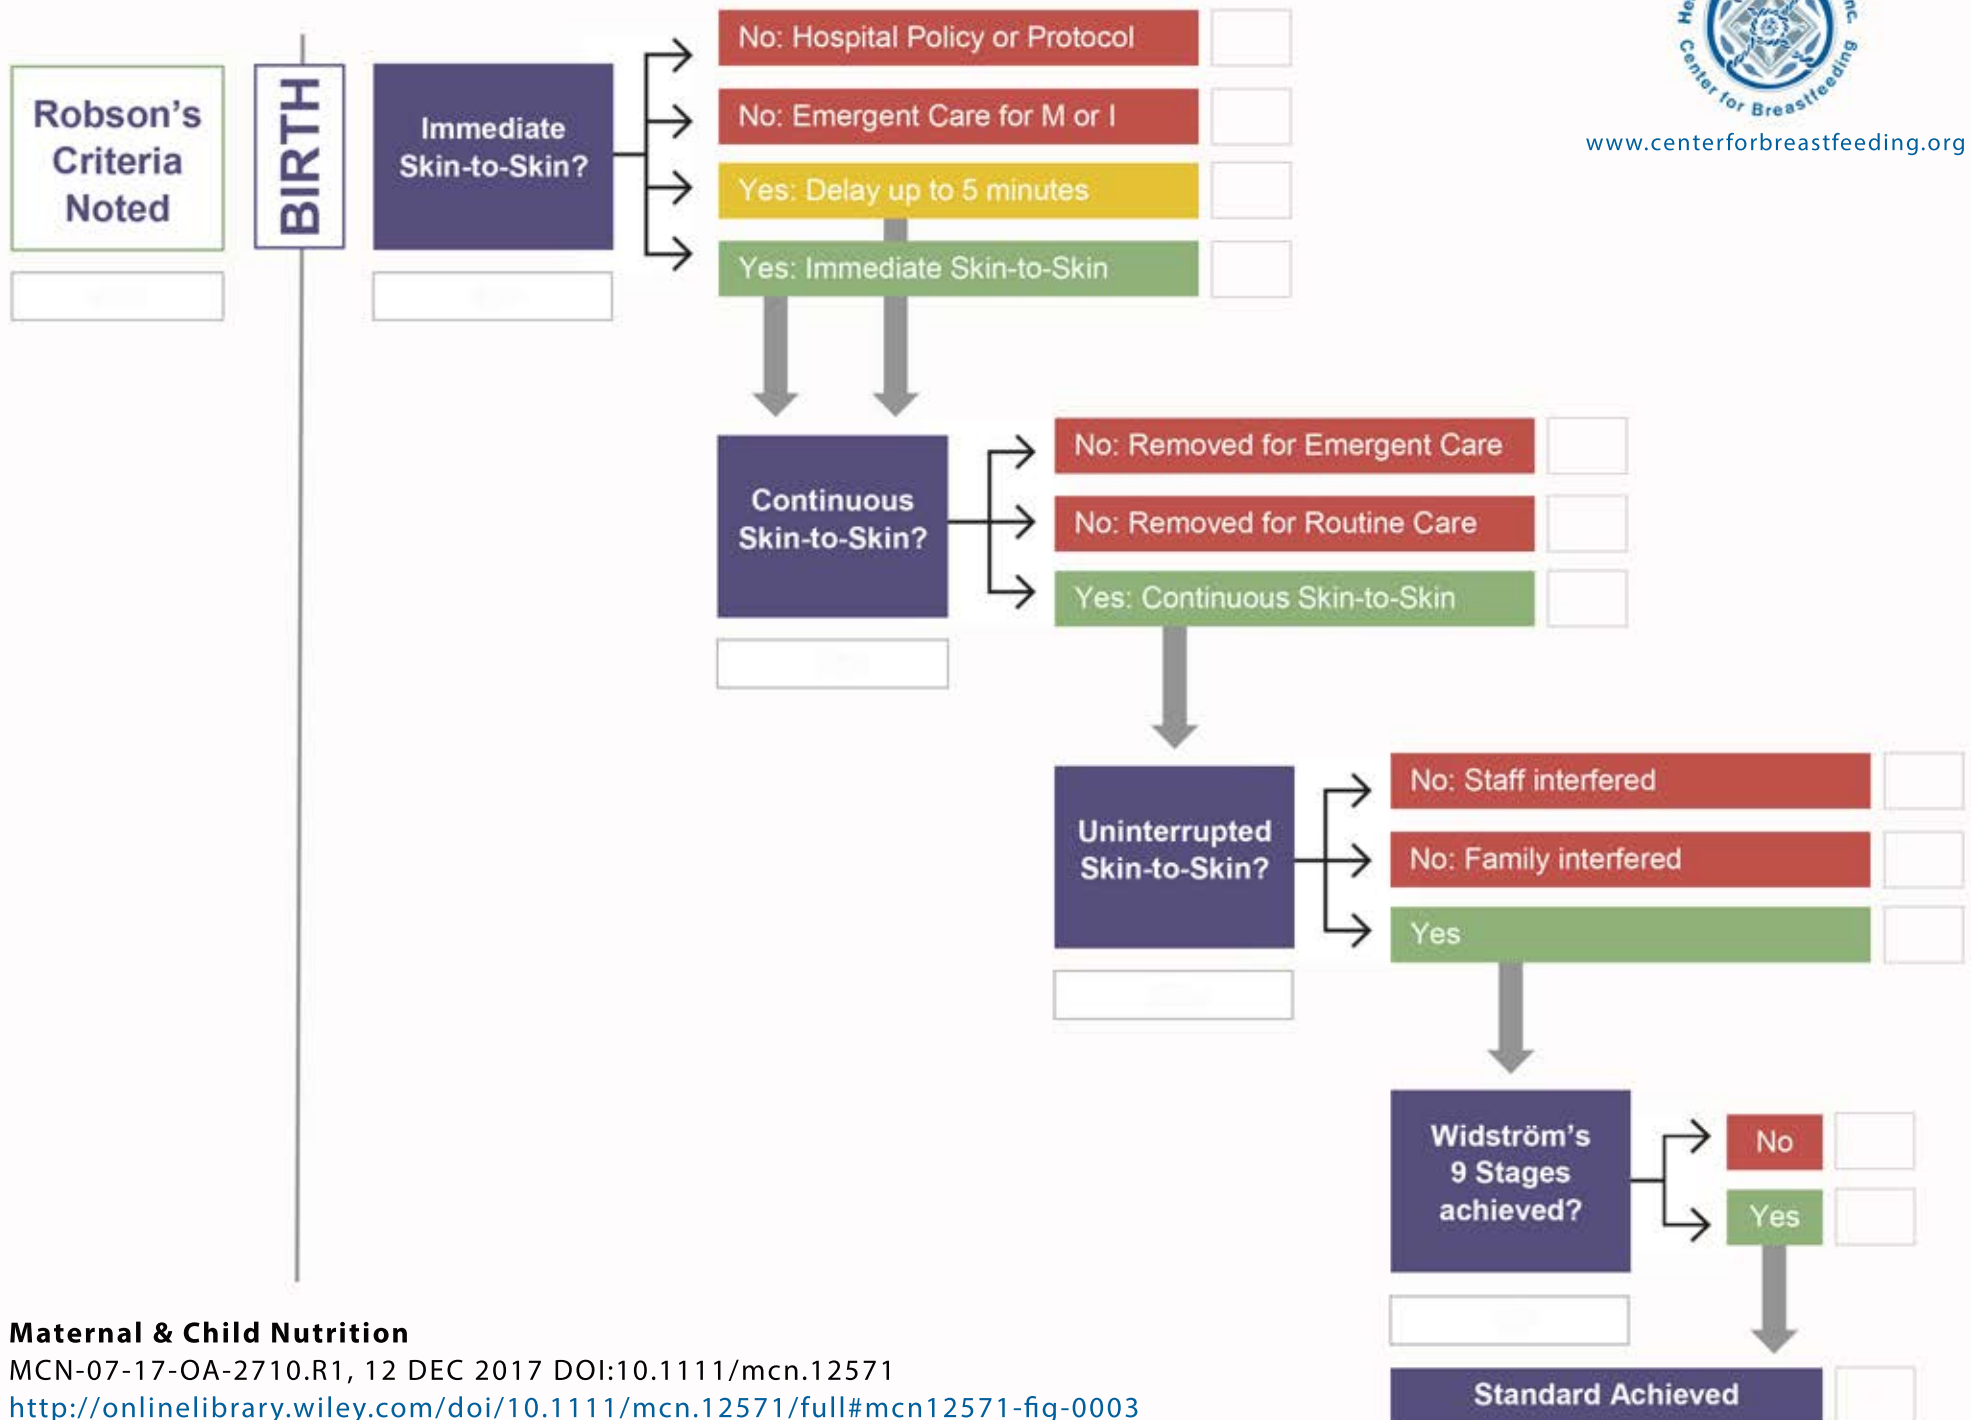 Robson's
Criteria
Noted
BIRTH
Immediate
Skin-to-Skin?
No: Hospital Policy or Protocol
No: Emergent Care for M or I
Yes: Delay up to 5 minutes
Yes: Immediate Skin-to-Skin
Center for Breastfeeding
www.centerforbreastfeeding.org
Continuous
Skin-to-Skin?
No: Removed for Emergent Care
No: Removed for Routine Care
Yes: Continuous Skin-to-Skin
Uninterrupted
Skin-to-Skin?
No: Staff interfered
No: Family interfered
Yes
Widström's
9 Stages
achieved?
No
Yes
Standard Achieved
Maternal & Child Nutrition
MCN-07-17-OA-2710.R1, 12 DEC 2017 DOI:10.1111/mcn.12571
http://onlinelibrary.wiley.com/doi/10.1111/mcn.12571/full#mcn12571-fig-0003